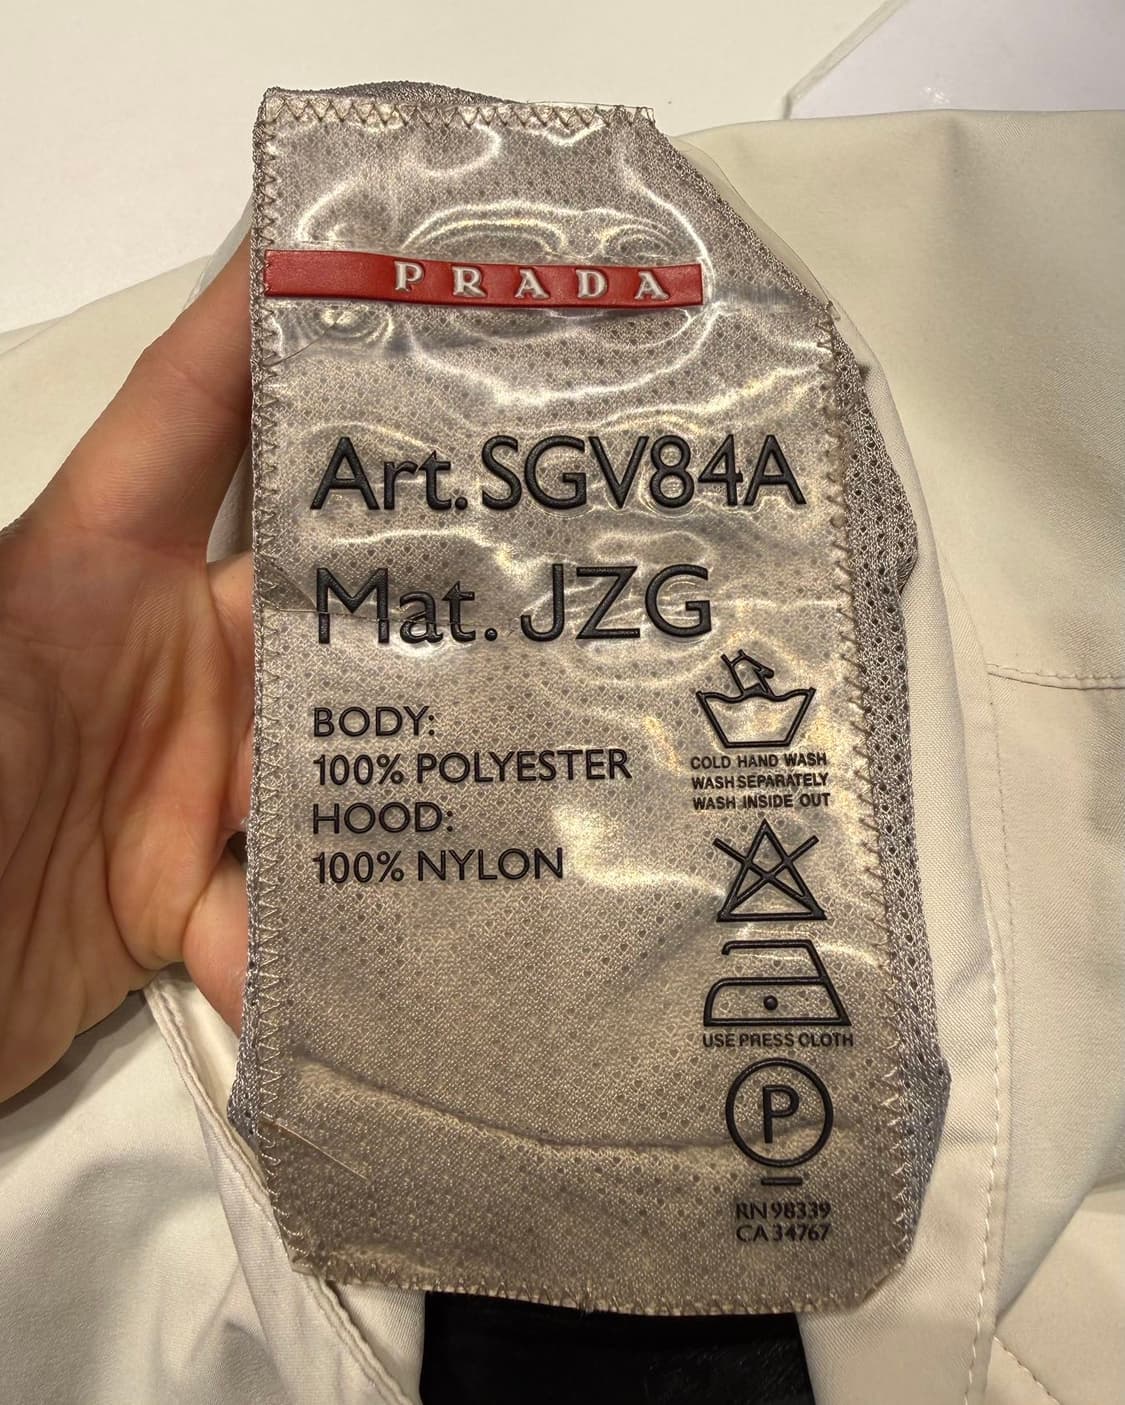 PRADA
Art. SGV84A
Mat. JZG
BODY:
100% POLYESTER
HOOD:
100% NYLON
COLD HAND WASH
WASH SEPARATELY
WASH INSIDE OUT
USE PRESS CLOTH
P
RN 98339
CA 34767